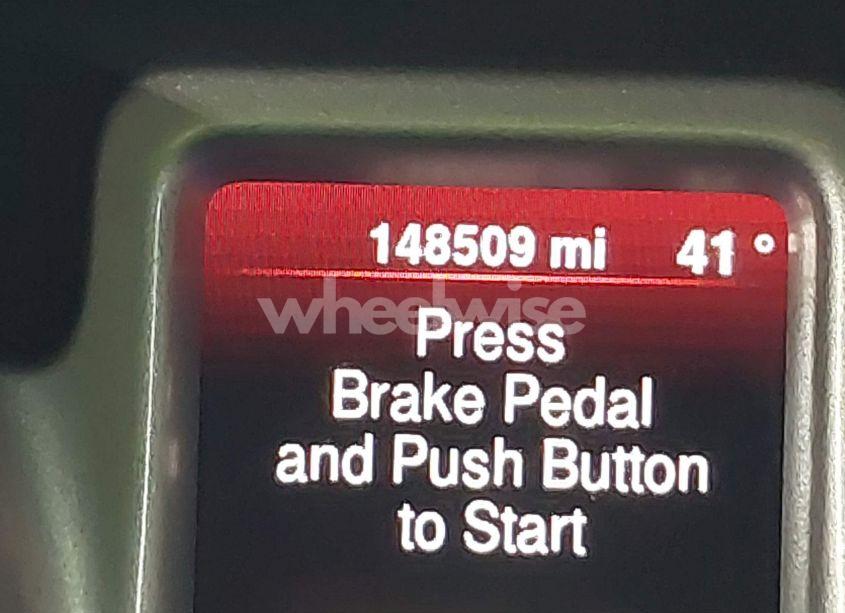 148509 mi 41°
wheelwise
Press
Brake Pedal
and Push Button
to Start